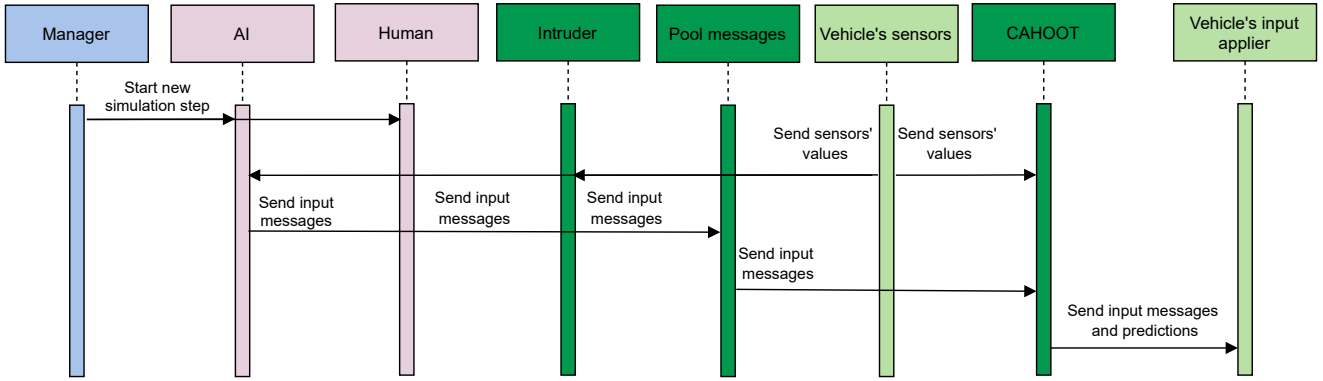 Manager
AI
Human
Intruder
Pool messages
Vehicle's sensors
CAHOOT
Vehicle's input
applier
Start new
simulation step
Send sensors'
values
Send sensors'
values
Send input
messages
Send input
messages
Send input
messages
Send input
messages
Send input messages
and predictions